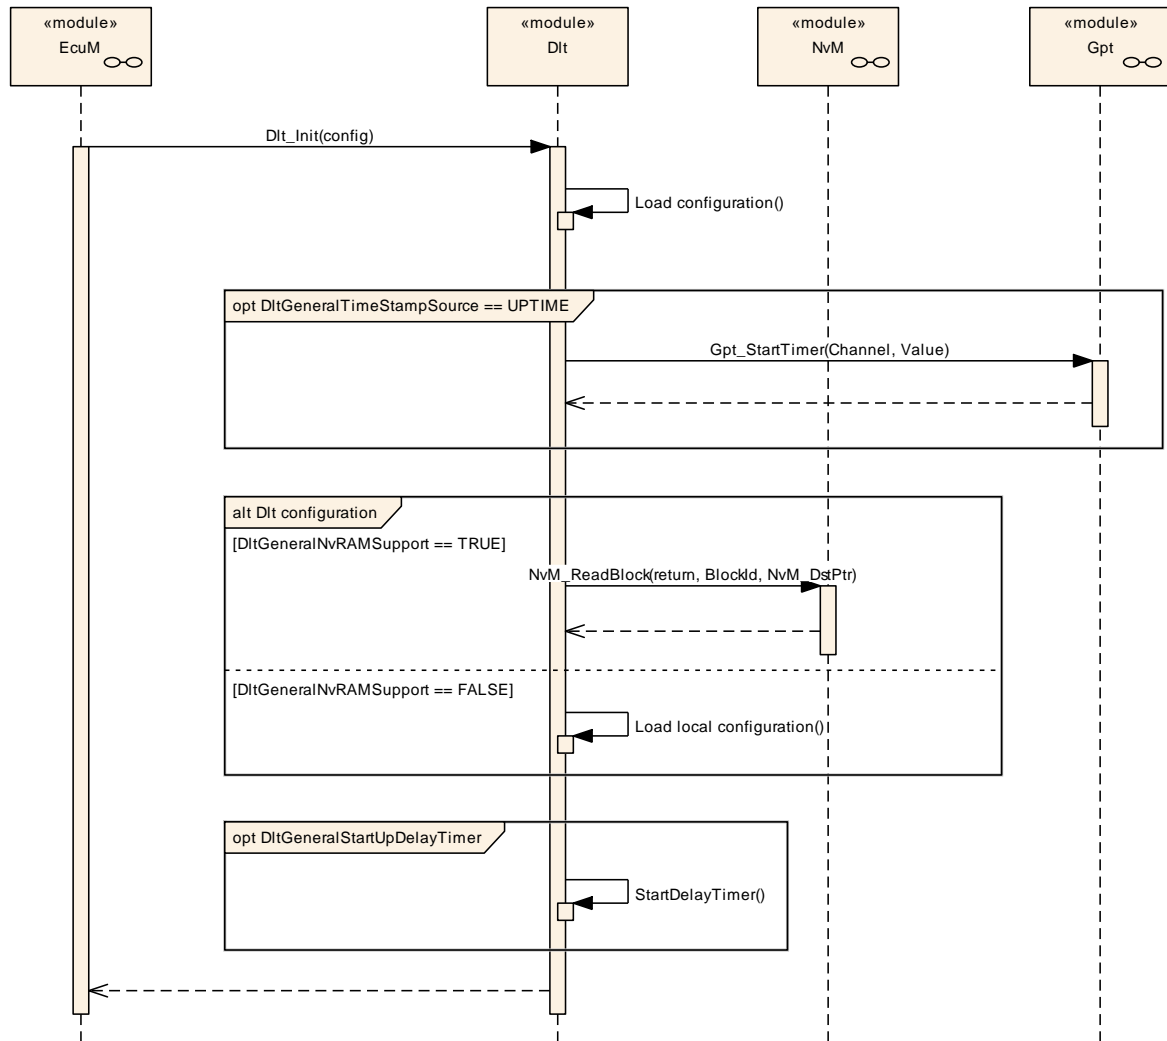 «module»
EcuM
«module»
Dlt
«module»
NvM
«module»
Gpt
Dlt_Init(config)
Load configuration()
opt DltGeneralTimeStampSource == UPTIME
Gpt_StartTimer(Channel, Value)
alt Dlt configuration
[DltGeneralNvRAMSupport == TRUE]
NvM_ReadBlock(return, BlockId, NvM_DstPtr)
[DltGeneralNvRAMSupport == FALSE]
Load local configuration()
opt DltGeneralStartUpDelayTimer
StartDelayTimer()